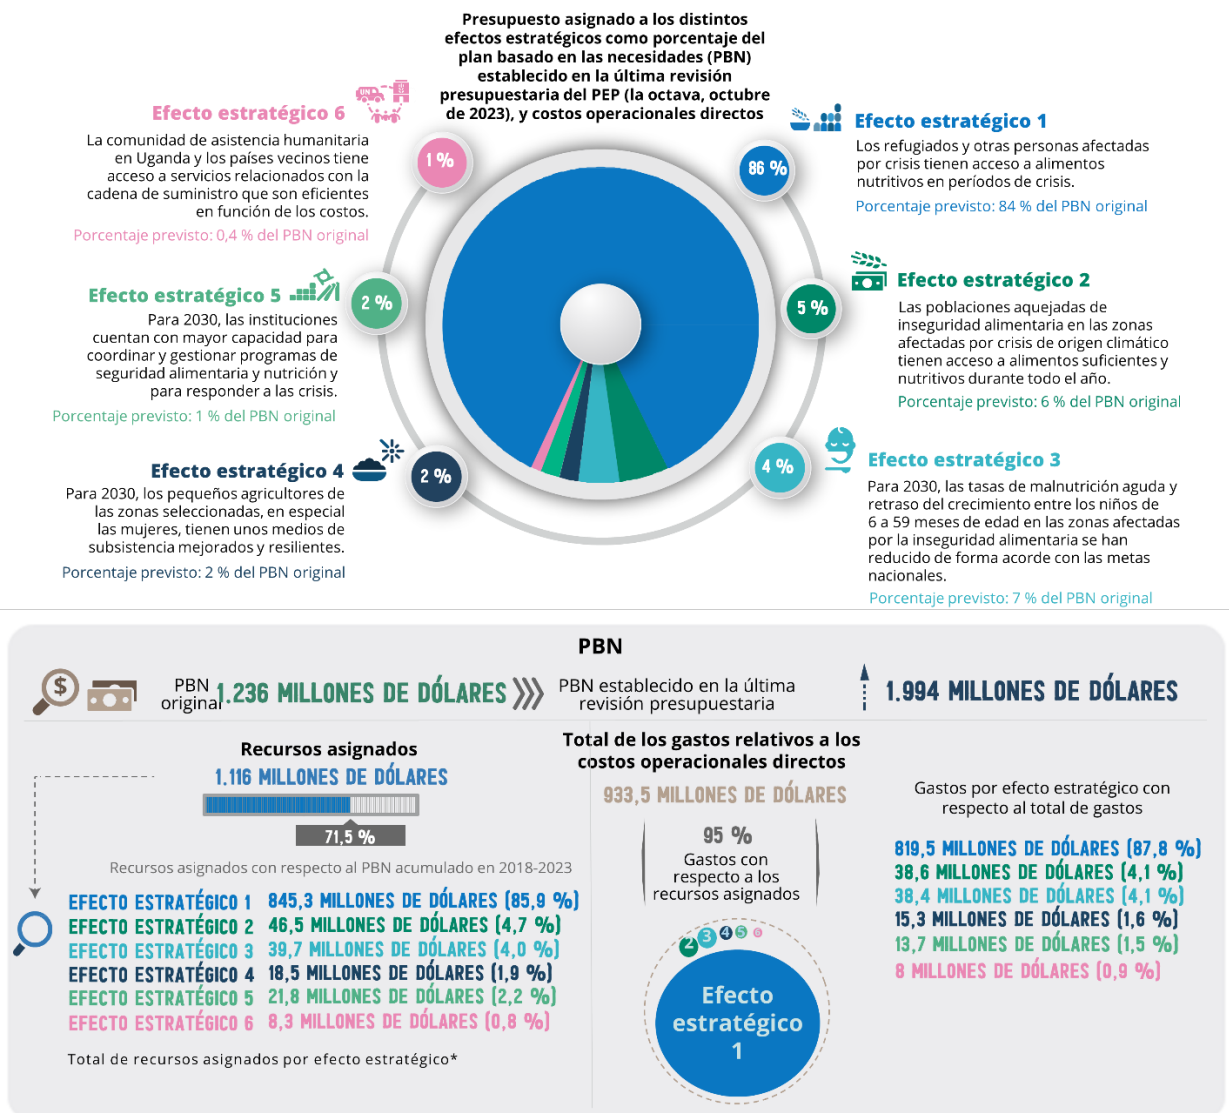 Presupuesto asignado a los distintos
efectos estratégicos como porcentaje del
plan basado en las necesidades (PBN)
establecido en la última revisión
presupuestaria del PEP (la octava, octubre
de 2023), y costos operacionales directos
Efecto estratégico 6
La comunidad de asistencia humanitaria
en Uganda y los países vecinos tiene
acceso a servicios relacionados con la
cadena de suministro que son eficientes
en función de los costos.
Porcentaje previsto: 0,4 % del PBN original
1 %
UN
Efecto estratégico 5
Para 2030, las instituciones
cuentan con mayor capacidad para
coordinar y gestionar programas de
seguridad alimentaria y nutrición y
para responder a las crisis.
Porcentaje previsto: 1 % del PBN original
2 %
Efecto estratégico 4
Para 2030, los pequeños agricultores de
las zonas seleccionadas, en especial
las mujeres, tienen unos medios de
subsistencia mejorados y resilientes.
Porcentaje previsto: 2 % del PBN original
2 %
86 %
Efecto estratégico 1
Los refugiados y otras personas afectadas
por crisis tienen acceso a alimentos
nutritivos en períodos de crisis.
Porcentaje previsto: 84 % del PBN original
5 %
Efecto estratégico 2
Las poblaciones aquejadas de
inseguridad alimentaria en las zonas
afectadas por crisis de origen climático
tienen acceso a alimentos suficientes y
nutritivos durante todo el año.
Porcentaje previsto: 6 % del PBN original
4 %
Efecto estratégico 3
Para 2030, las tasas de malnutrición aguda y
retraso del crecimiento entre los niños de
6 a 59 meses de edad en las zonas afectadas
por la inseguridad alimentaria se han
reducido de forma acorde con las metas
nacionales.
Porcentaje previsto: 7 % del PBN original
PBN
$
PBN
original
1.236 MILLONES DE DÓLARES
PBN establecido en la última
revisión presupuestaria
1.994 MILLONES DE DÓLARES
Recursos asignados
1.116 MILLONES DE DÓLARES
71,5 %
Recursos asignados con respecto al PBN acumulado en 2018-2023
EFECTO ESTRATÉGICO 1 845,3 MILLONES DE DÓLARES (85,9 %)
EFECTO ESTRATÉGICO 2 46,5 MILLONES DE DÓLARES (4,7 %)
EFECTO ESTRATÉGICO 3 39,7 MILLONES DE DÓLARES (4,0 %)
EFECTO ESTRATÉGICO 4 18,5 MILLONES DE DÓLARES (1,9 %)
EFECTO ESTRATÉGICO 5 21,8 MILLONES DE DÓLARES (2,2 %)
EFECTO ESTRATÉGICO 6 8,3 MILLONES DE DÓLARES (0,8 %)
Total de recursos asignados por efecto estratégico*
Total de los gastos relativos a los
costos operacionales directos
933,5 MILLONES DE DÓLARES
95 %
Gastos con
respecto a los
recursos asignados
2 3 4 5 6
Efecto
estratégico
1
Gastos por efecto estratégico con
respecto al total de gastos
819,5 MILLONES DE DÓLARES (87,8 %)
38,6 MILLONES DE DÓLARES (4,1 %)
38,4 MILLONES DE DÓLARES (4,1 %)
15,3 MILLONES DE DÓLARES (1,6 %)
13,7 MILLONES DE DÓLARES (1,5 %)
8 MILLONES DE DÓLARES (0,9 %)